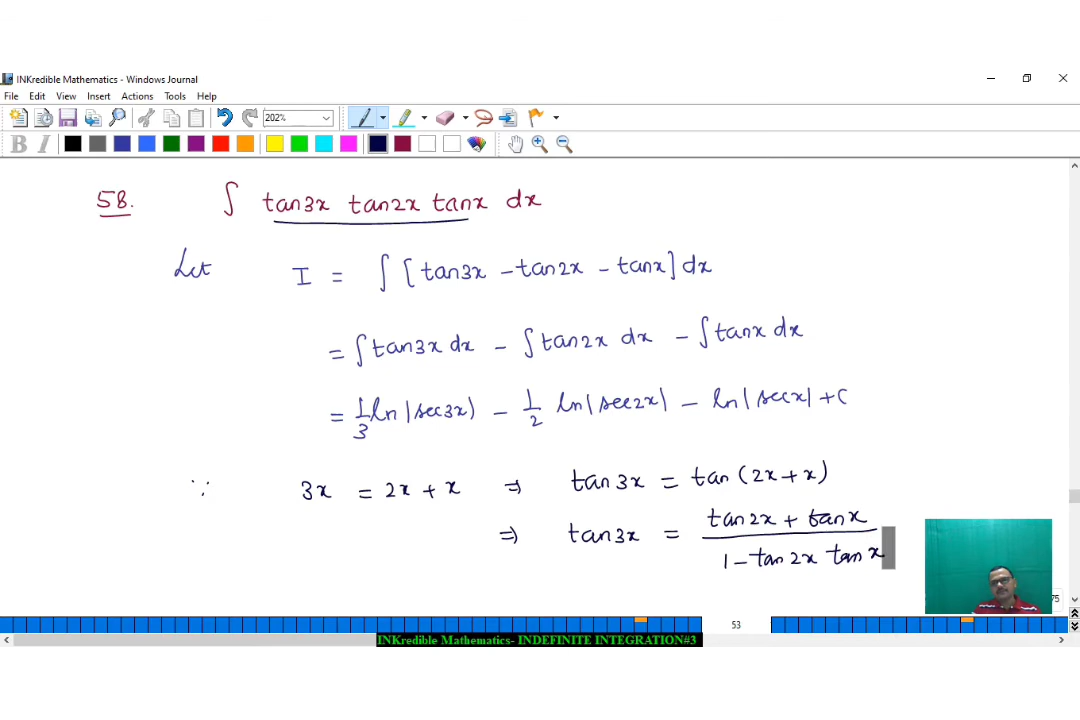 INKredible Mathematics - Windows Journal
File Edit View Insert Actions Tools Help
202%
B I
58. ∫ tan3x tan2x tanx dx
Let I = ∫ [tan3x - tan2x - tanx] dx
= ∫ tan3x dx - ∫ tan2x dx - ∫ tanx dx
= 1/3 ln |sec3x| - 1/2 ln |sec2x| - ln |secx| + C
∵ 3x = 2x + x ⇒ tan3x = tan (2x + x)
⇒ tan3x = tan2x + tanx / 1 - tan2x tanx
75
53
INKredible Mathematics- INDEFINITE INTEGRATION#3